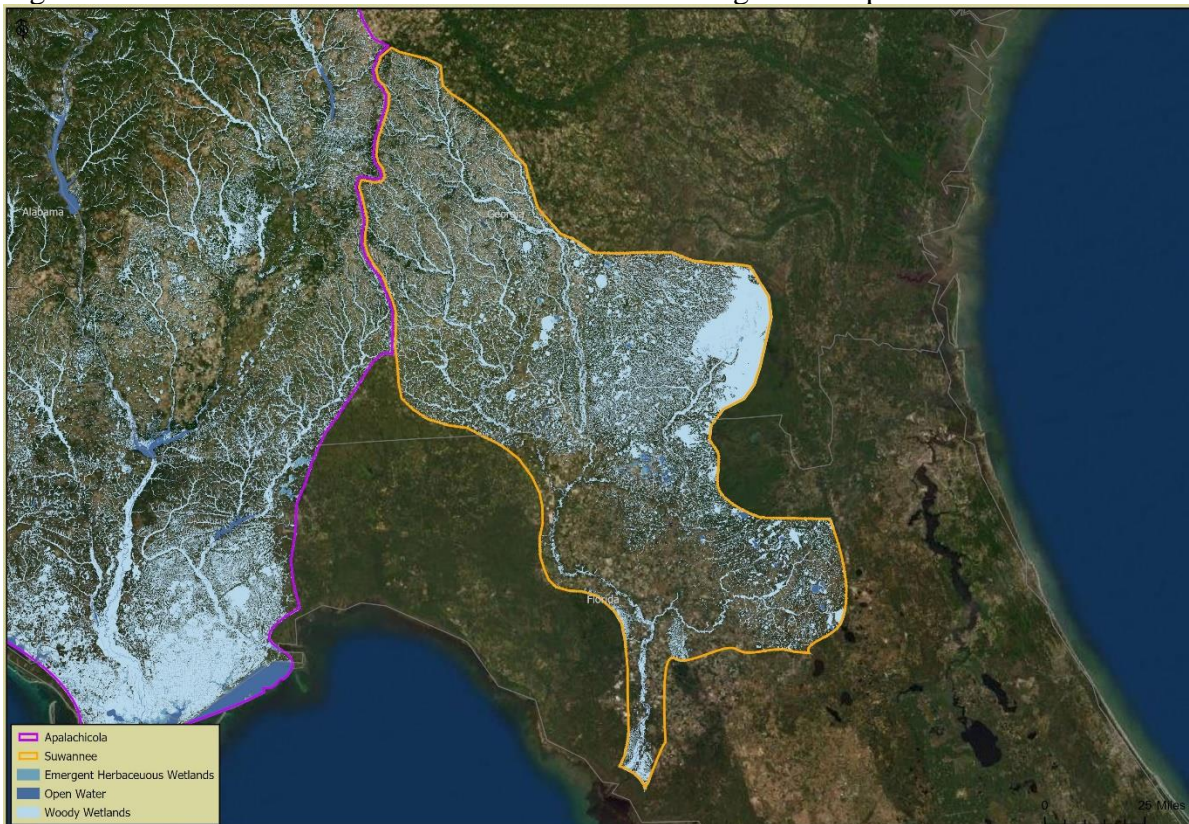 Alabama
Georgia
Florida
Apalachicola
Suwannee
Emergent Herbaceuous Wetlands
Open Water
Woody Wetlands
0 25 Miles